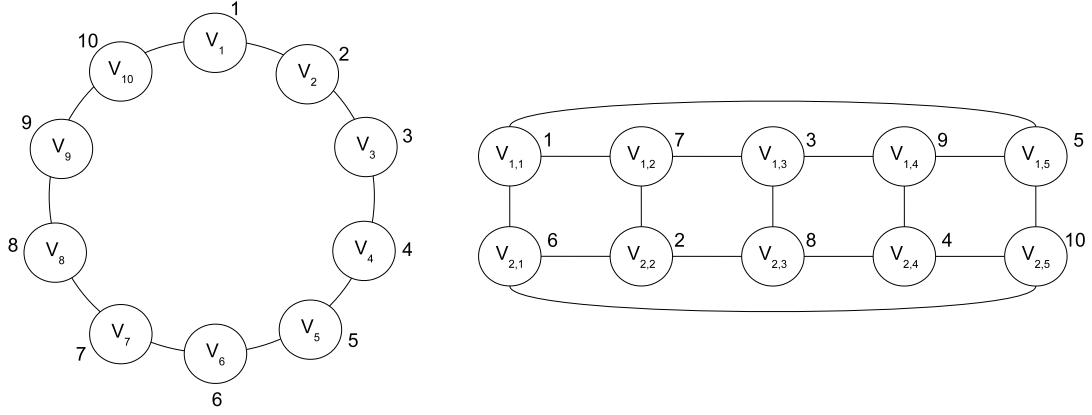 1
10
V₁
2
V₁₀
V₂
9
3
V₉
V₃
8
V₈
V₄
4
V₇
V₆
V₅
5
7
6
1
7
3
9
5
V₁,₁
V₁,₂
V₁,₃
V₁,₄
V₁,₅
6
2
8
4
10
V₂,₁
V₂,₂
V₂,₃
V₂,₄
V₂,₅